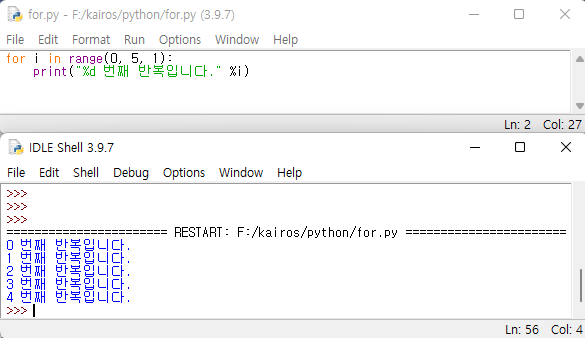 for.py - F:/kairos/python/for.py (3.9.7)
File Edit Format Run Options Window Help
for i in range(0, 5, 1):
    print("%d 번째 반복입니다." %i)
Ln: 2 Col: 27
IDLE Shell 3.9.7
File Edit Shell Debug Options Window Help
>>>
>>>
>>>
======================= RESTART: F:/kairos/python/for.py =======================
0 번째 반복입니다.
1 번째 반복입니다.
2 번째 반복입니다.
3 번째 반복입니다.
4 번째 반복입니다.
>>>
Ln: 56 Col: 4